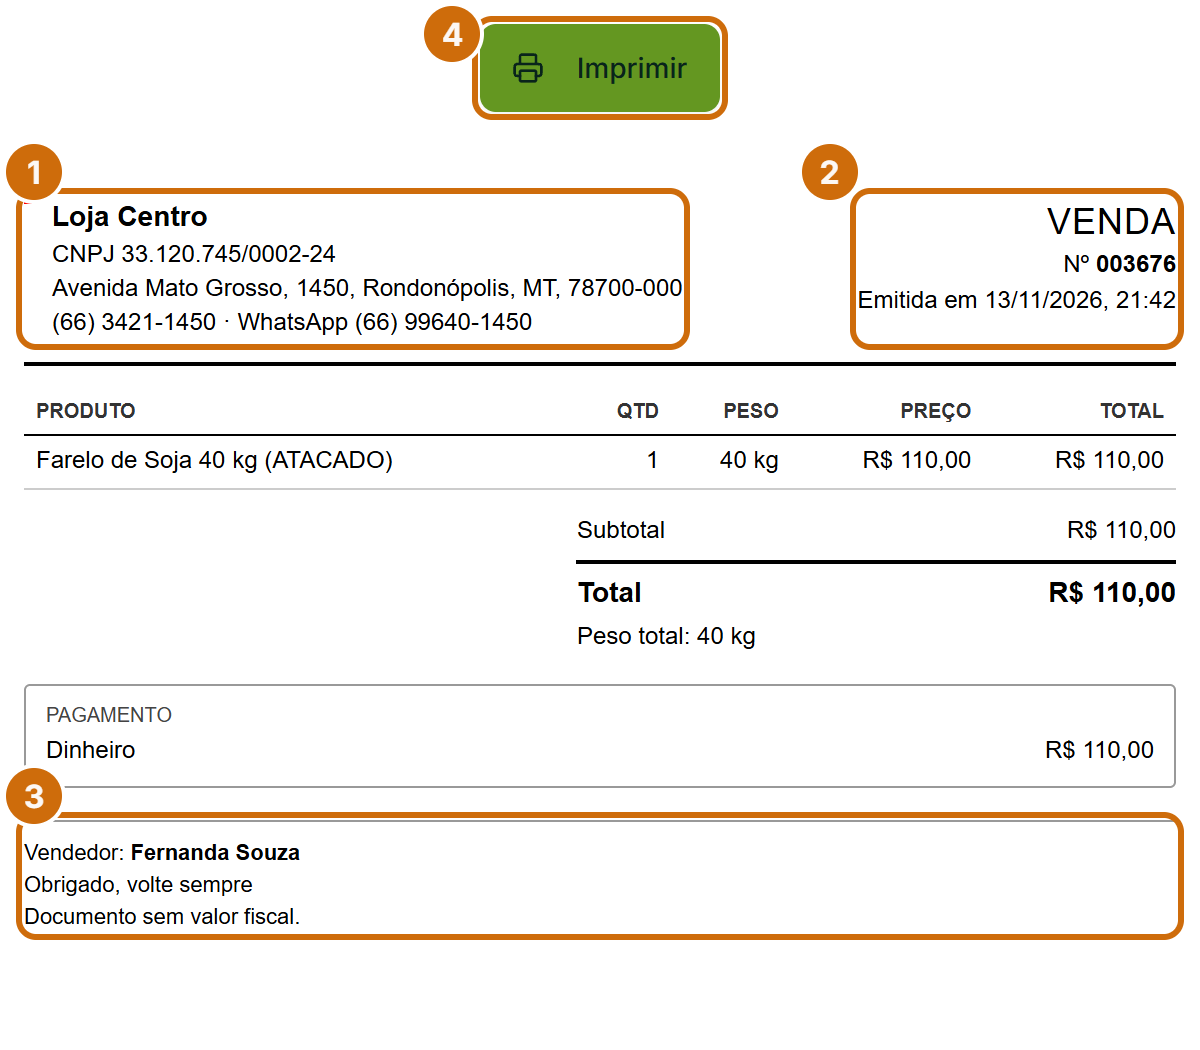 4
Imprimir
1
Loja Centro
CNPJ 33.120.745/0002-24
Avenida Mato Grosso, 1450, Rondonópolis, MT, 78700-000
(66) 3421-1450 · WhatsApp (66) 99640-1450
2
VENDA
Nº 003676
Emitida em 13/11/2026, 21:42
PRODUTO QTD PESO PREÇO TOTAL
Farelo de Soja 40 kg (ATACADO) 1 40 kg R$ 110,00 R$ 110,00
Subtotal R$ 110,00
Total R$ 110,00
Peso total: 40 kg
PAGAMENTO
Dinheiro R$ 110,00
3
Vendedor: Fernanda Souza
Obrigado, volte sempre
Documento sem valor fiscal.